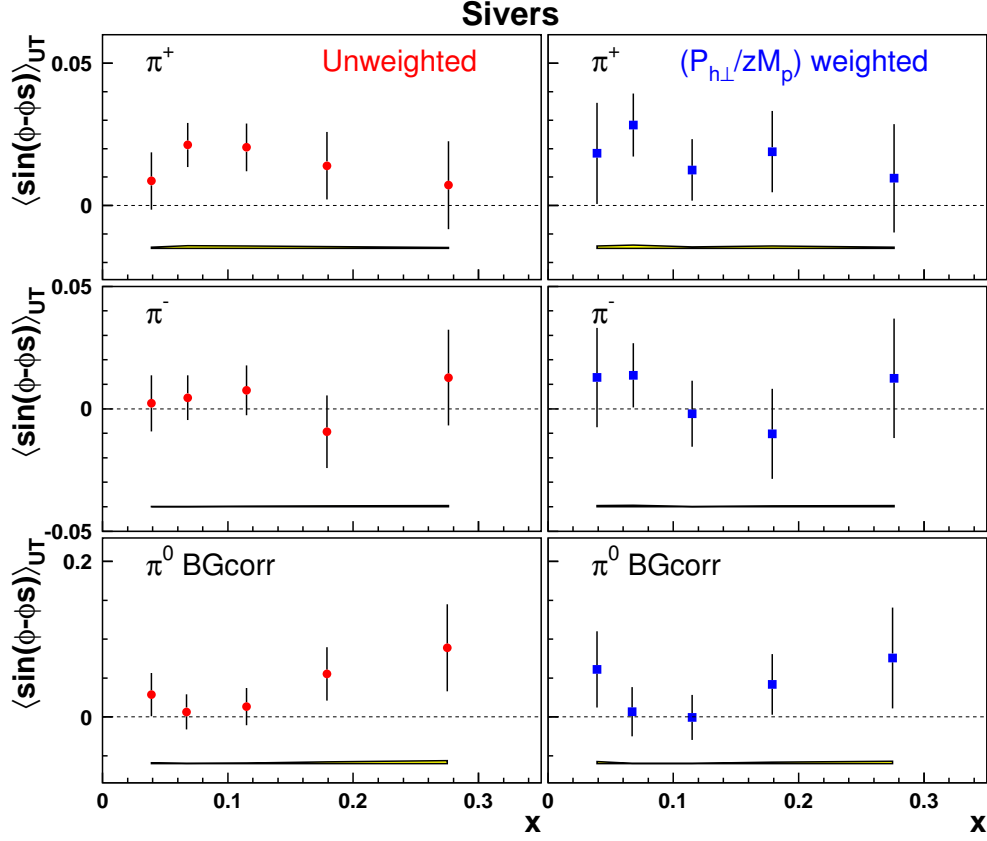 Sivers
⟨sin(ϕ-ϕs)⟩UT
0.05
0
π+
Unweighted
π+
(Ph⊥/zMp) weighted
⟨sin(ϕ-ϕs)⟩UT
0.05
0
-0.05
π-
π-
⟨sin(ϕ-ϕs)⟩UT
0.2
0
π0 BGcorr
π0 BGcorr
0 0.1 0.2 0.3
0 0.1 0.2 0.3
x
x